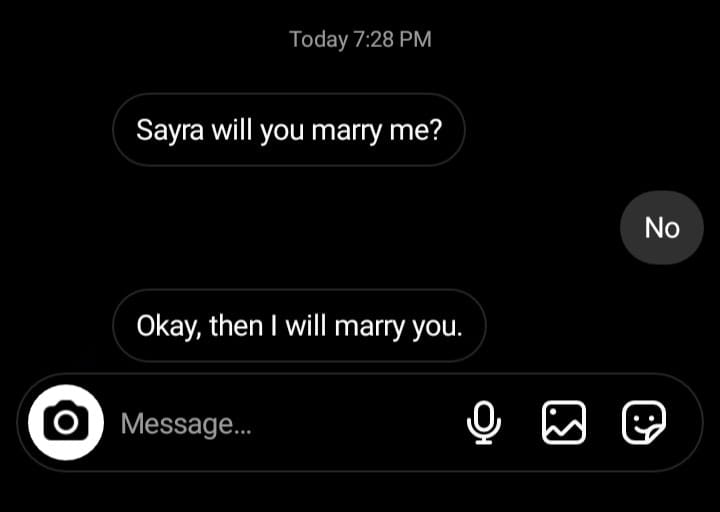 Today 7:28 PM
Sayra will you marry me?
No
Okay, then I will marry you.
Message...